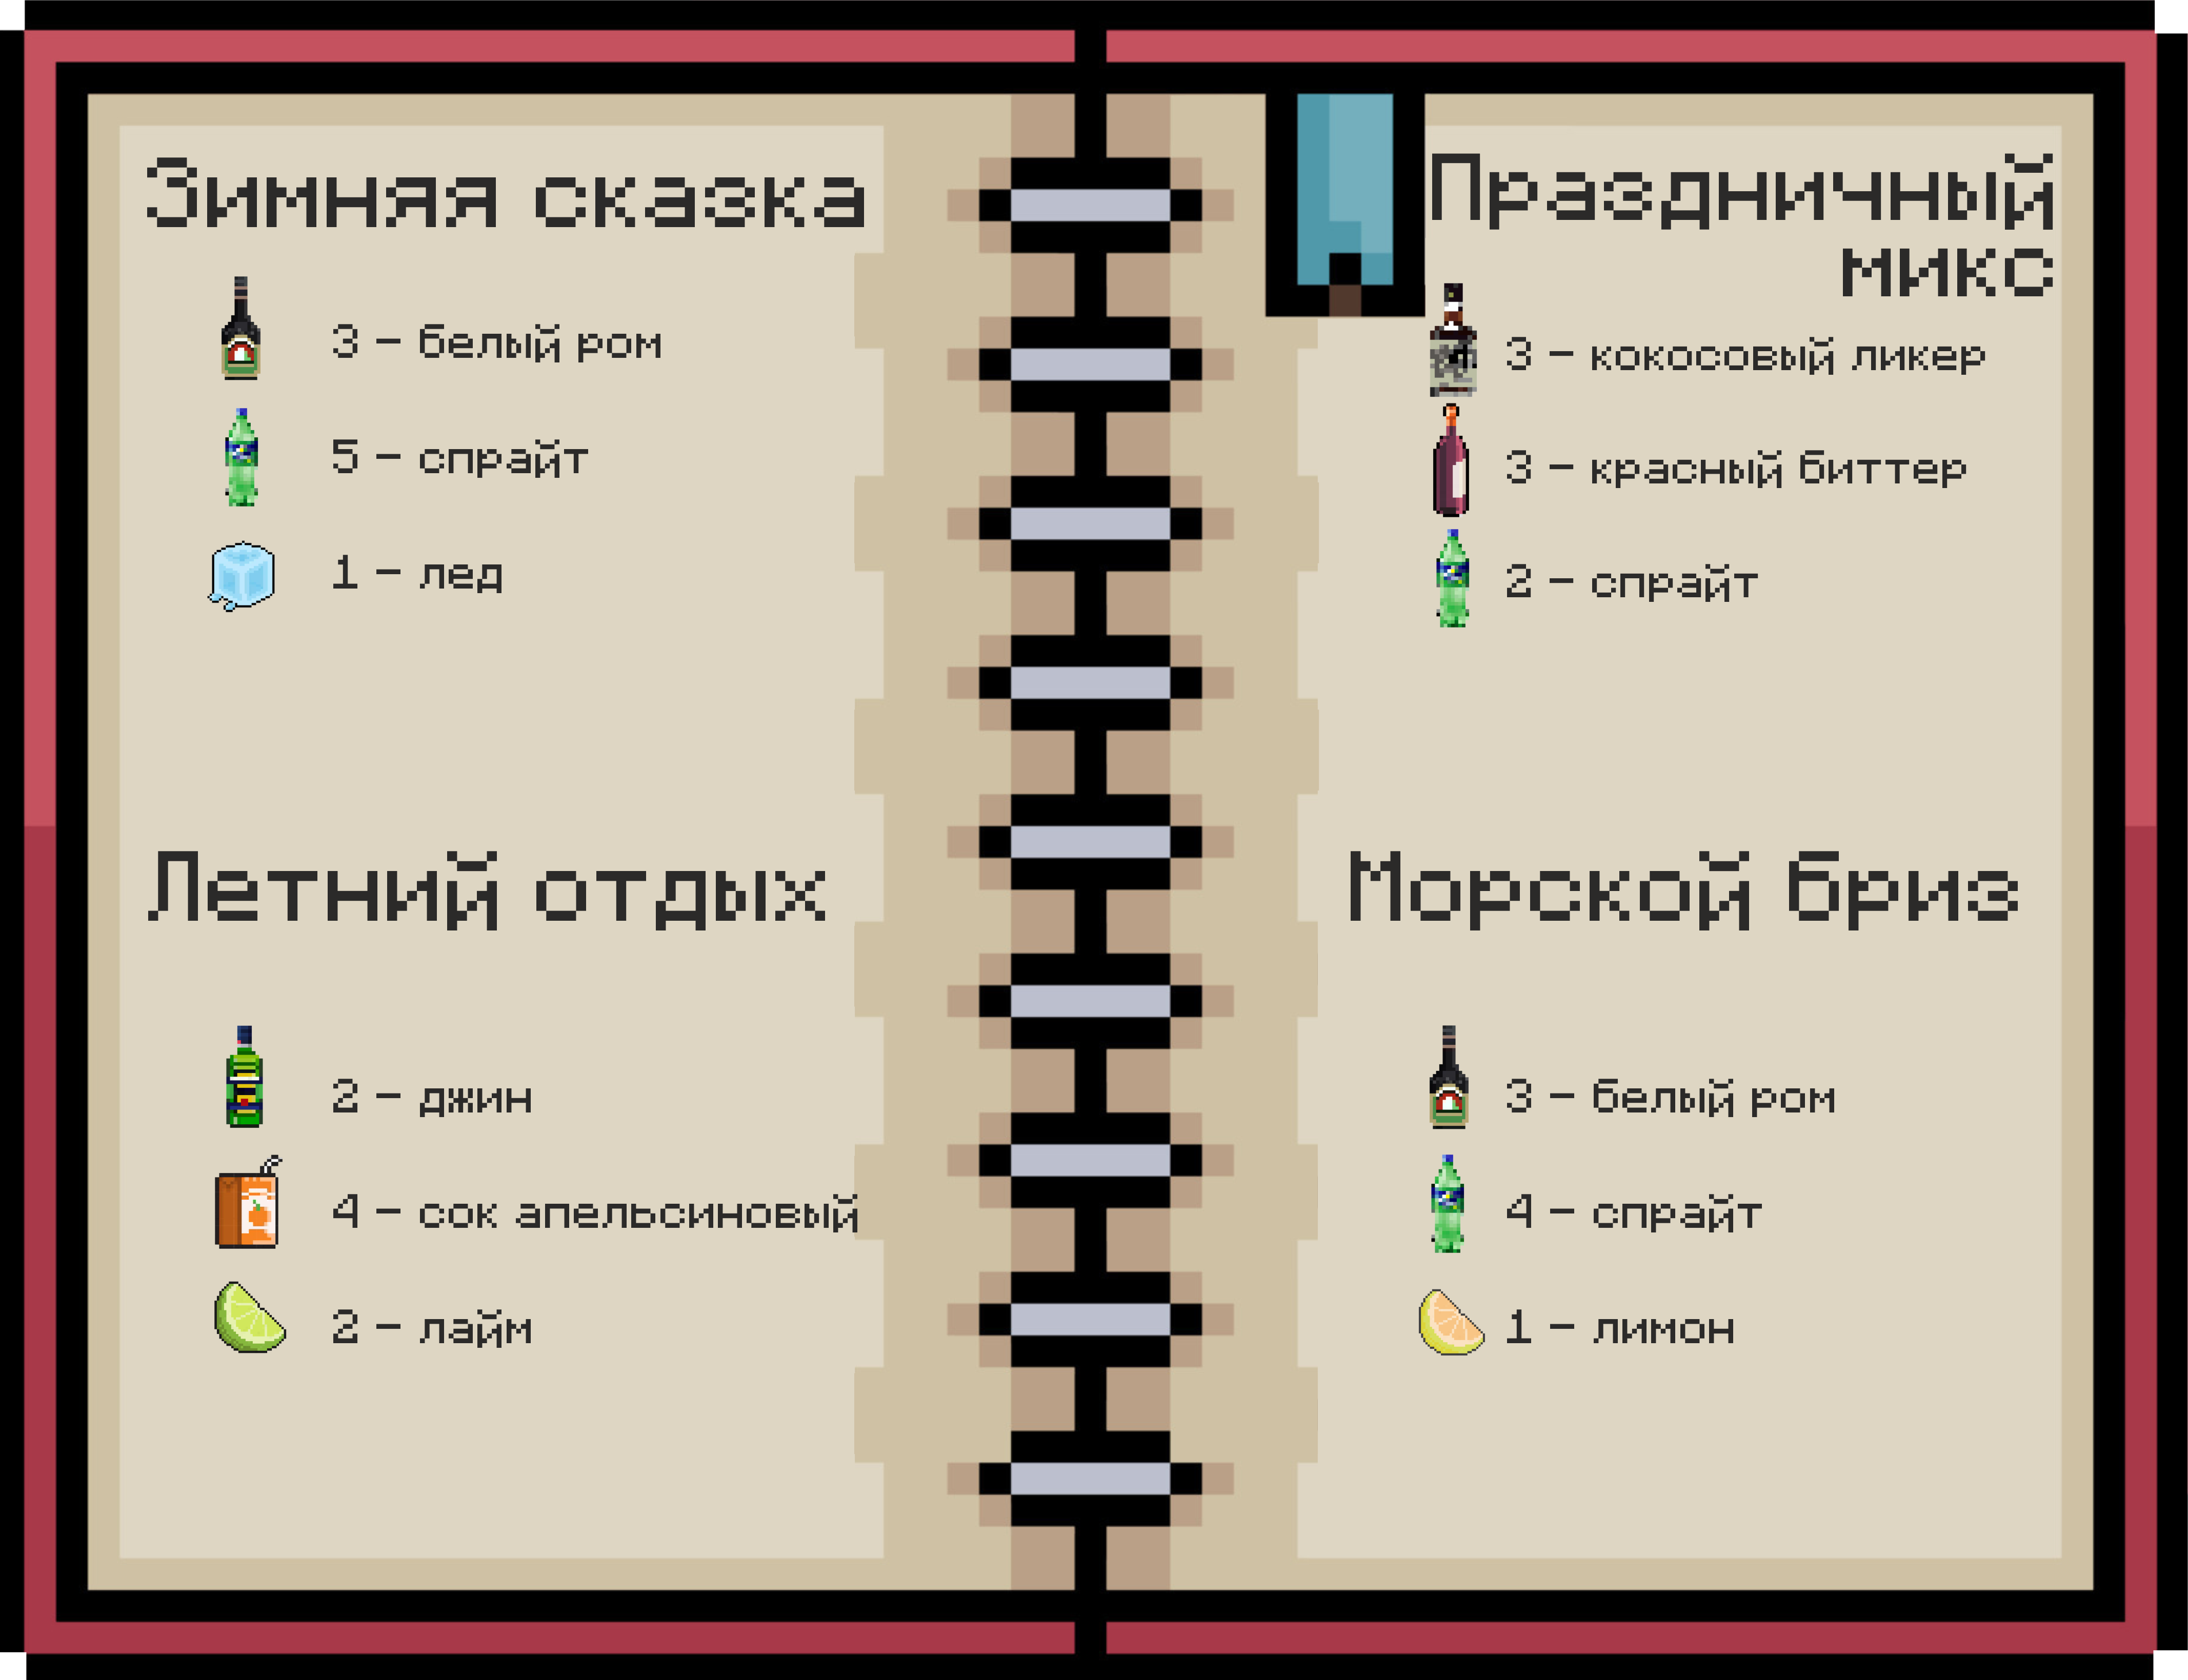 Зимняя сказка
3 - белый ром
5 - спрайт
1 - лед
Летний отдых
2 - джин
4 - сок апельсиновый
2 - лайм
Праздничный
микс
3 - кокосовый ликер
3 - красный биттер
2 - спрайт
Морской бриз
3 - белый ром
4 - спрайт
1 - лимон